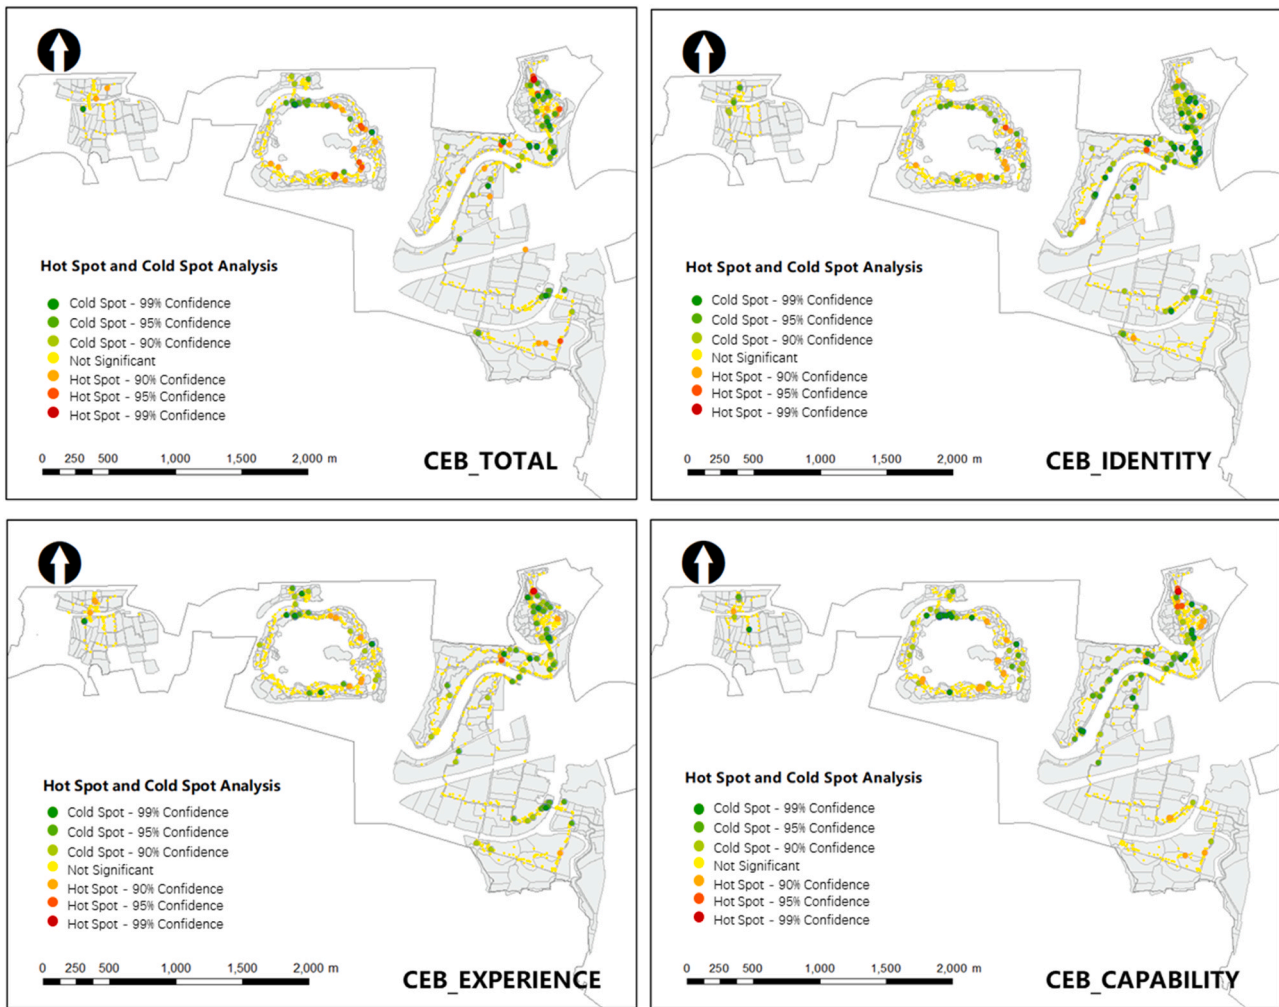 Hot Spot and Cold Spot Analysis
Cold Spot - 99% Confidence
Cold Spot - 95% Confidence
Cold Spot - 90% Confidence
Not Significant
Hot Spot - 90% Confidence
Hot Spot - 95% Confidence
Hot Spot - 99% Confidence
0 250 500 1,000 1,500 2,000 m
CEB_TOTAL
Hot Spot and Cold Spot Analysis
Cold Spot - 99% Confidence
Cold Spot - 95% Confidence
Cold Spot - 90% Confidence
Not Significant
Hot Spot - 90% Confidence
Hot Spot - 95% Confidence
Hot Spot - 99% Confidence
0 250 500 1,000 1,500 2,000 m
CEB_IDENTITY
Hot Spot and Cold Spot Analysis
Cold Spot - 99% Confidence
Cold Spot - 95% Confidence
Cold Spot - 90% Confidence
Not Significant
Hot Spot - 90% Confidence
Hot Spot - 95% Confidence
Hot Spot - 99% Confidence
0 250 500 1,000 1,500 2,000 m
CEB_EXPERIENCE
Hot Spot and Cold Spot Analysis
Cold Spot - 99% Confidence
Cold Spot - 95% Confidence
Cold Spot - 90% Confidence
Not Significant
Hot Spot - 90% Confidence
Hot Spot - 95% Confidence
Hot Spot - 99% Confidence
0 250 500 1,000 1,500 2,000 m
CEB_CAPABILITY